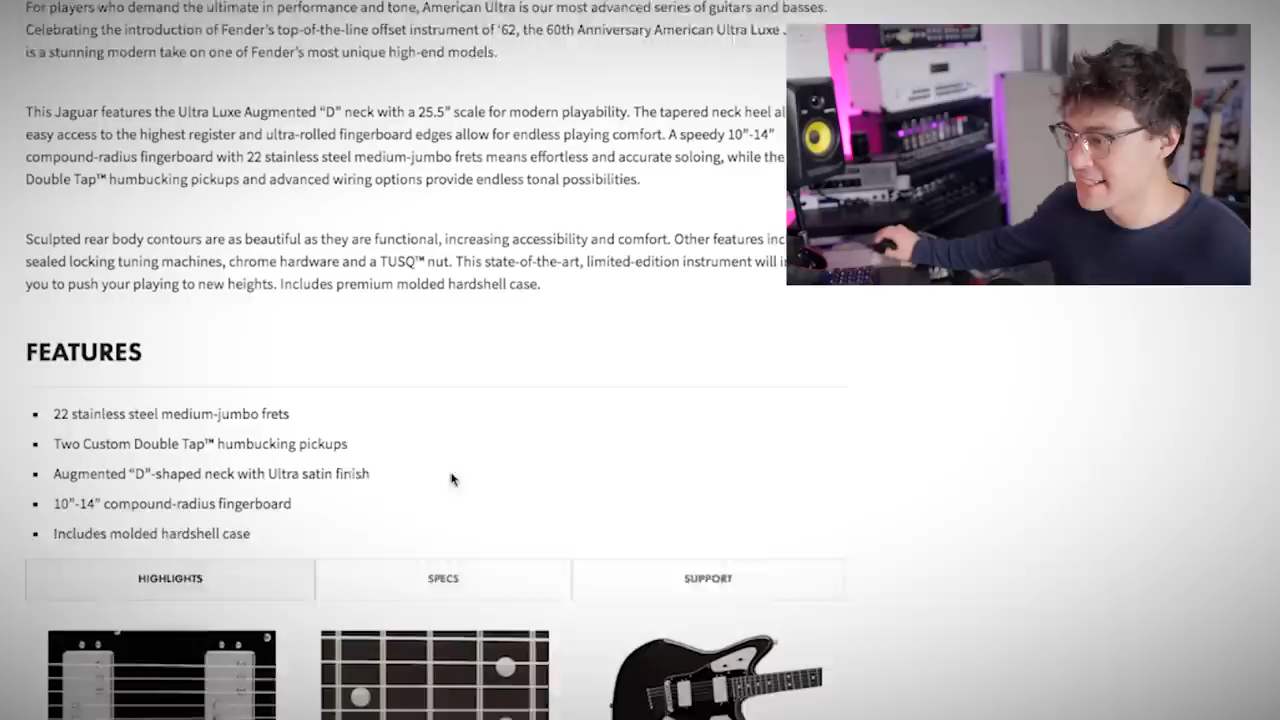 For players who demand the ultimate in performance and tone, American Ultra is our most advanced series of guitars and basses.
Celebrating the introduction of Fender's top-of-the-line offset instrument of '62, the 60th Anniversary American Ultra Luxe
is a stunning modern take on one of Fender's most unique high-end models.
This Jaguar features the Ultra Luxe Augmented “D” neck with a 25.5” scale for modern playability. The tapered neck heel
easy access to the highest register and ultra-rolled fingerboard edges allow for endless playing comfort. A speedy 10”-14”
compound-radius fingerboard with 22 stainless steel medium-jumbo frets means effortless and accurate soloing, while the
Double Tap™ humbucking pickups and advanced wiring options provide endless tonal possibilities.
Sculpted rear body contours are as beautiful as they are functional, increasing accessibility and comfort. Other features
sealed locking tuning machines, chrome hardware and a TUSQ™ nut. This state-of-the-art, limited-edition instrument will
you to push your playing to new heights. Includes premium molded hardshell case.
FEATURES
▪ 22 stainless steel medium-jumbo frets
▪ Two Custom Double Tap™ humbucking pickups
▪ Augmented “D”-shaped neck with Ultra satin finish
▪ 10”-14” compound-radius fingerboard
▪ Includes molded hardshell case
HIGHLIGHTS SPECS SUPPORT